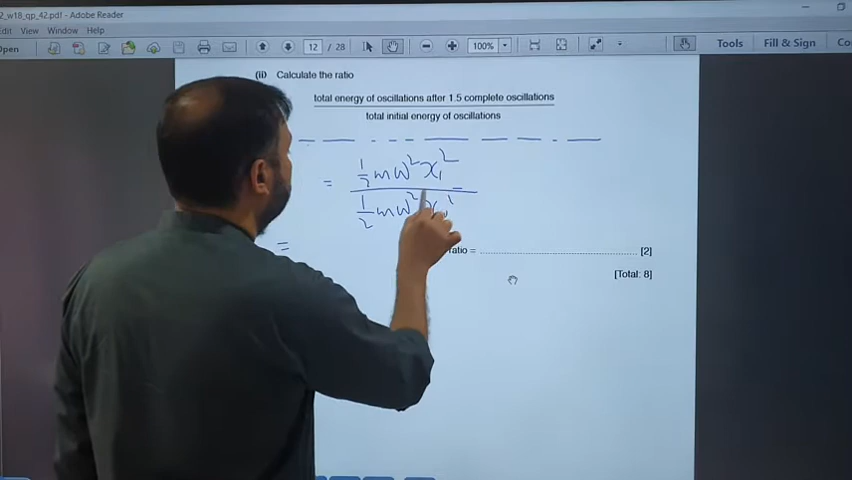 2_w18_qp_42.pdf - Adobe Reader
Edit View Window Help
Open 12 / 28 100% Tools Fill & Sign
(ii) Calculate the ratio
total energy of oscillations after 1.5 complete oscillations
total initial energy of oscillations
= ½mω²x₁²
½mω²
=
ratio = [2]
[Total: 8]